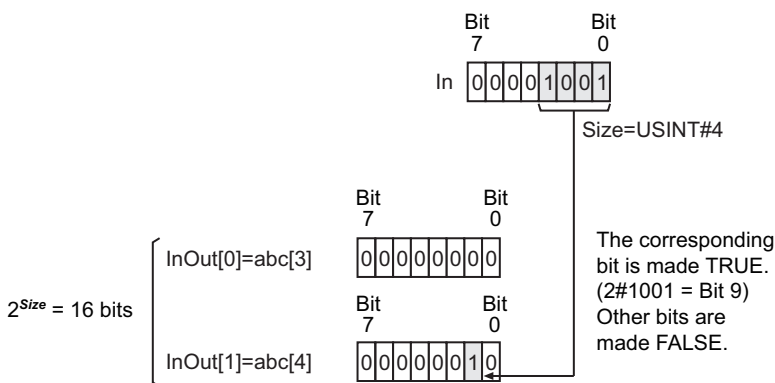 Bit Bit
7 0
In 0 0 0 0 1 0 0 1
Size=USINT#4
Bit Bit
7 0
InOut[0]=abc[3] 0 0 0 0 0 0 0 0
2^Size = 16 bits
Bit Bit
7 0
InOut[1]=abc[4] 0 0 0 0 0 0 1 0
The corresponding
bit is made TRUE.
(2#1001 = Bit 9)
Other bits are
made FALSE.